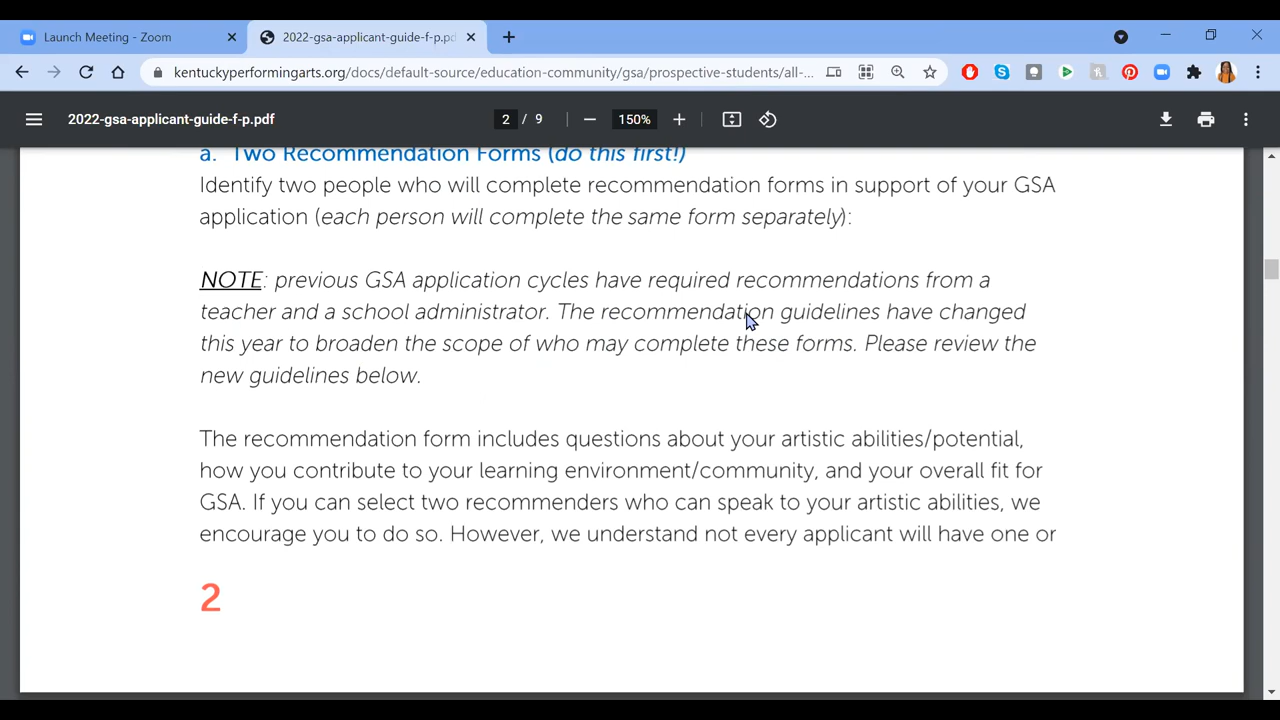 Launch Meeting - Zoom
2022-gsa-applicant-guide-f-p.pd
kentuckyperformingarts.org/docs/default-source/education-community/gsa/prospective-students/all-...
2022-gsa-applicant-guide-f-p.pdf
2 / 9
150%
a. Two Recommendation Forms (do this first!)
Identify two people who will complete recommendation forms in support of your GSA
application (each person will complete the same form separately):
NOTE: previous GSA application cycles have required recommendations from a
teacher and a school administrator. The recommendation guidelines have changed
this year to broaden the scope of who may complete these forms. Please review the
new guidelines below.
The recommendation form includes questions about your artistic abilities/potential,
how you contribute to your learning environment/community, and your overall fit for
GSA. If you can select two recommenders who can speak to your artistic abilities, we
encourage you to do so. However, we understand not every applicant will have one or
2